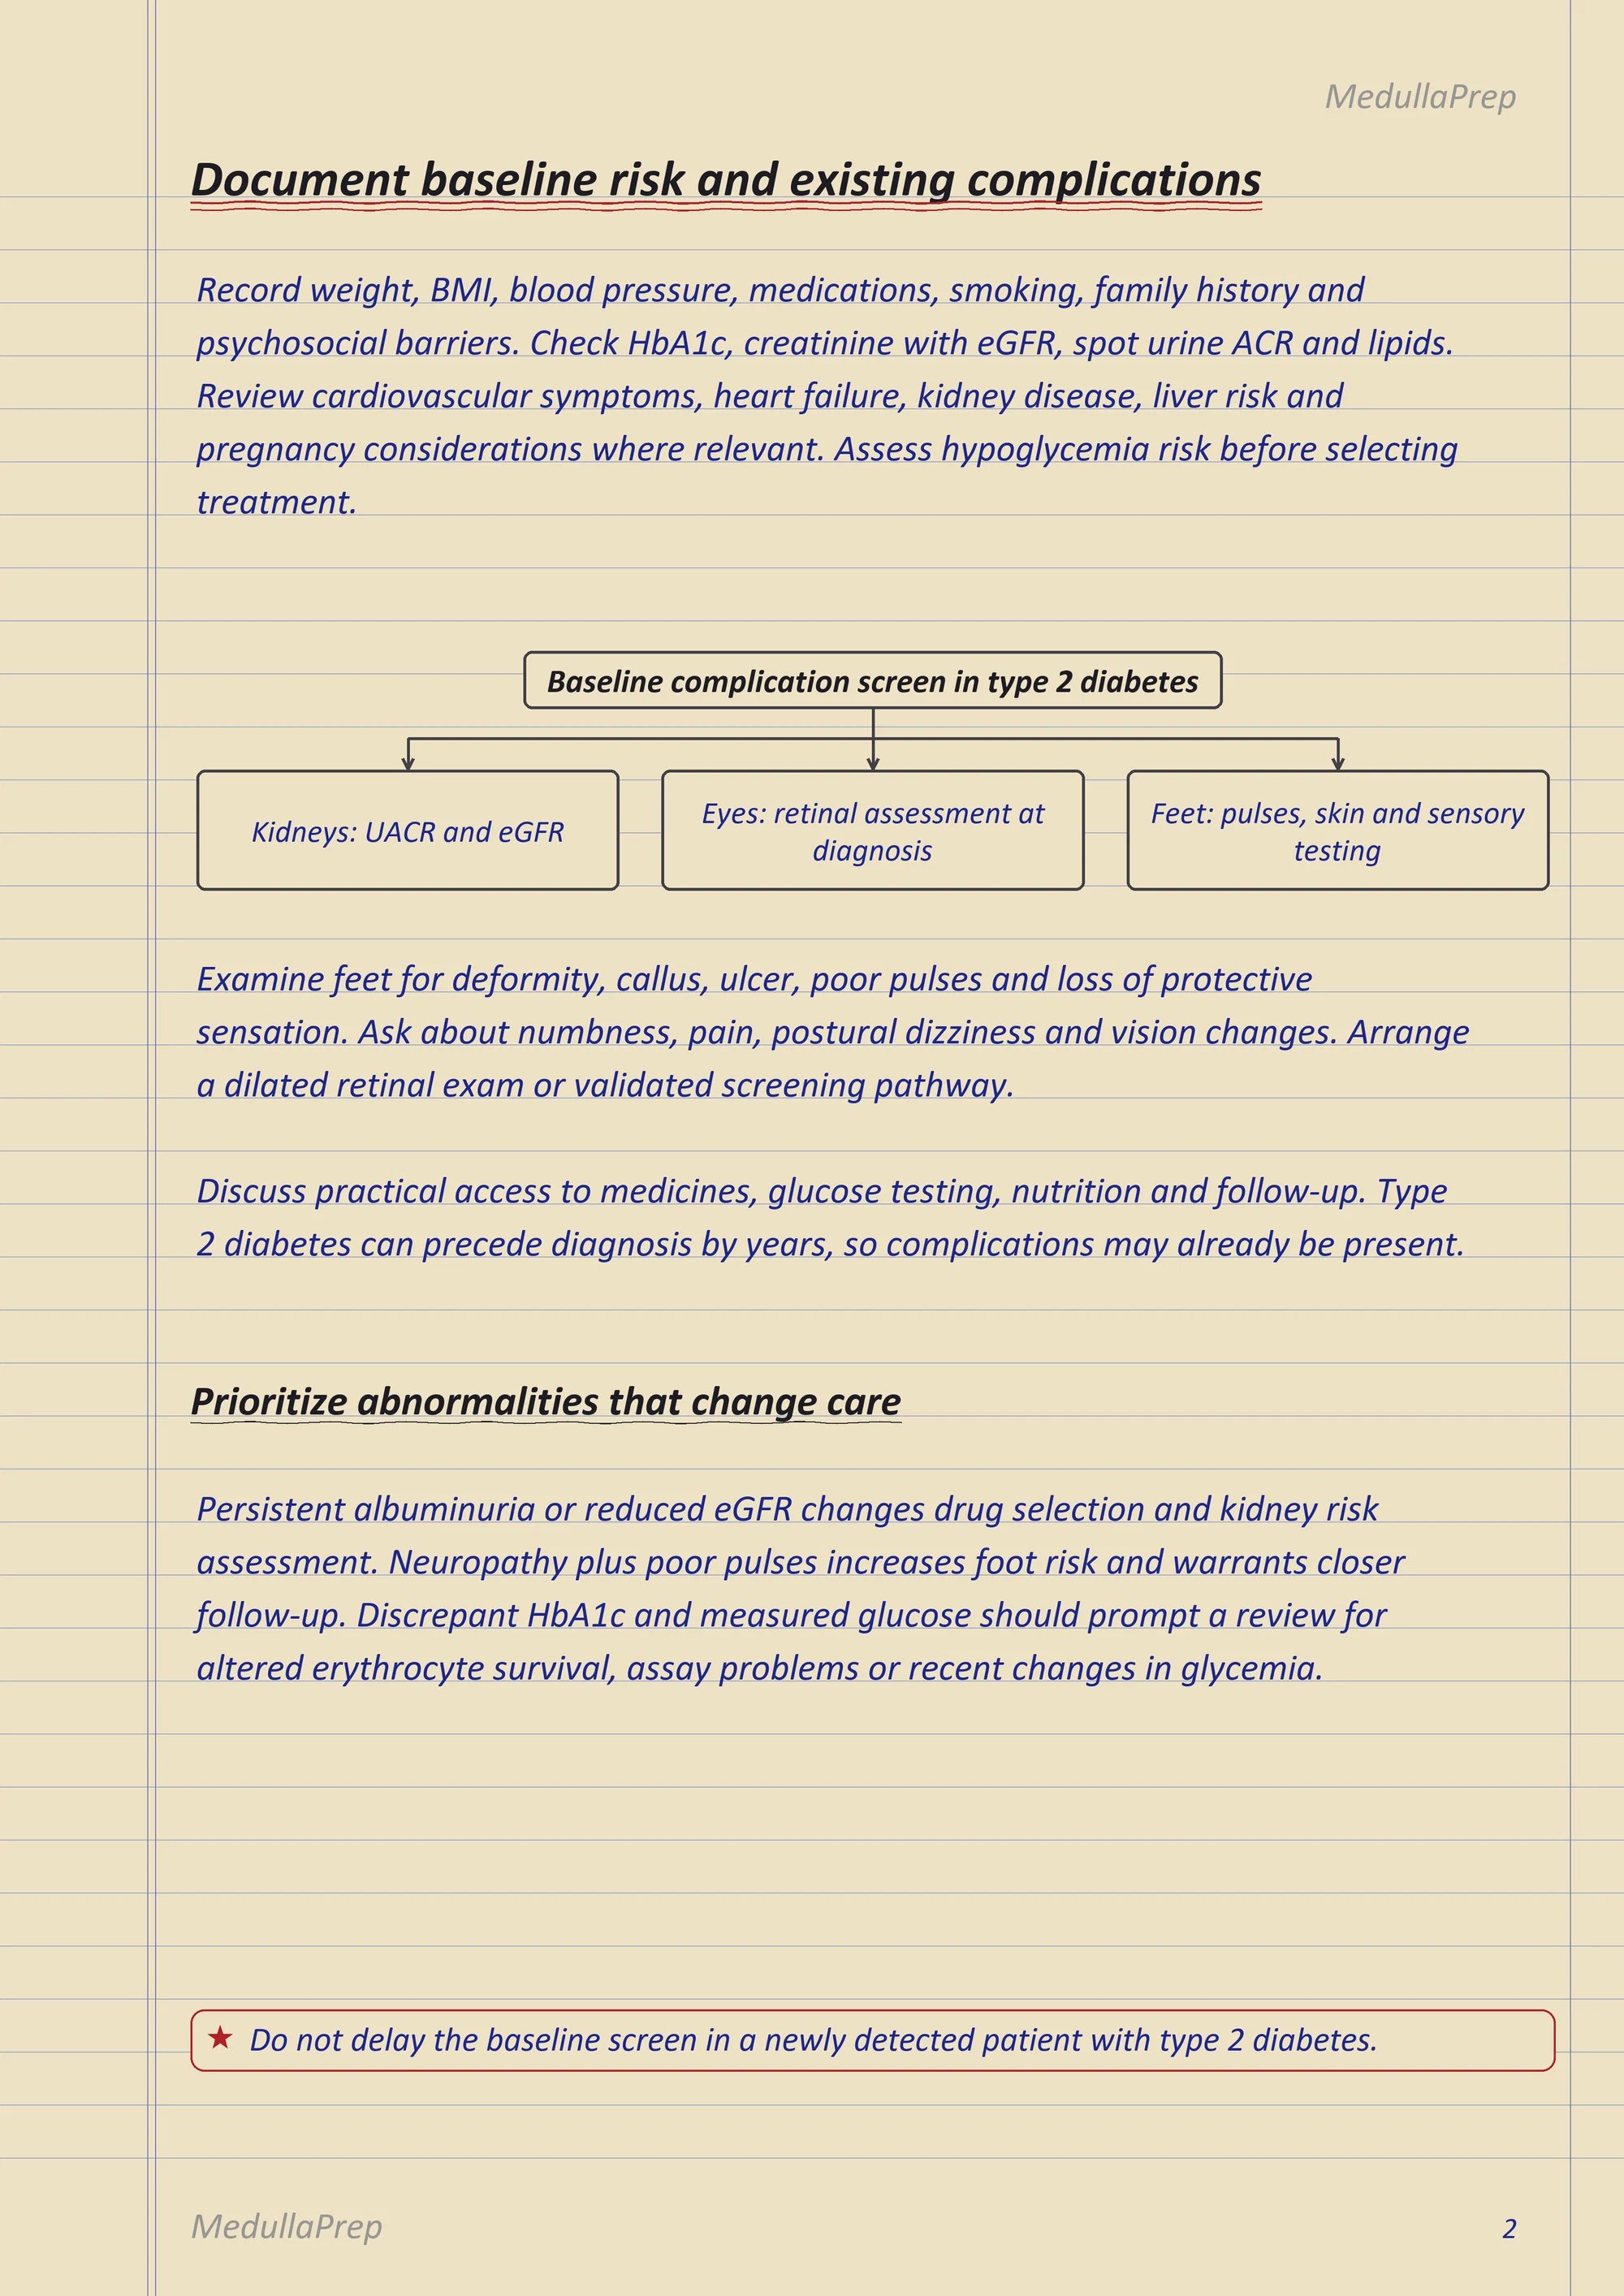 MedullaPrep
Document baseline risk and existing complications
Record weight, BMI, blood pressure, medications, smoking, family history and
psychosocial barriers. Check HbA1c, creatinine with eGFR, spot urine ACR and lipids.
Review cardiovascular symptoms, heart failure, kidney disease, liver risk and
pregnancy considerations where relevant. Assess hypoglycemia risk before selecting
treatment.
Baseline complication screen in type 2 diabetes
Kidneys: UACR and eGFR
Eyes: retinal assessment at
diagnosis
Feet: pulses, skin and sensory
testing
Examine feet for deformity, callus, ulcer, poor pulses and loss of protective
sensation. Ask about numbness, pain, postural dizziness and vision changes. Arrange
a dilated retinal exam or validated screening pathway.
Discuss practical access to medicines, glucose testing, nutrition and follow-up. Type
2 diabetes can precede diagnosis by years, so complications may already be present.
Prioritize abnormalities that change care
Persistent albuminuria or reduced eGFR changes drug selection and kidney risk
assessment. Neuropathy plus poor pulses increases foot risk and warrants closer
follow-up. Discrepant HbA1c and measured glucose should prompt a review for
altered erythrocyte survival, assay problems or recent changes in glycemia.
★ Do not delay the baseline screen in a newly detected patient with type 2 diabetes.
MedullaPrep
2